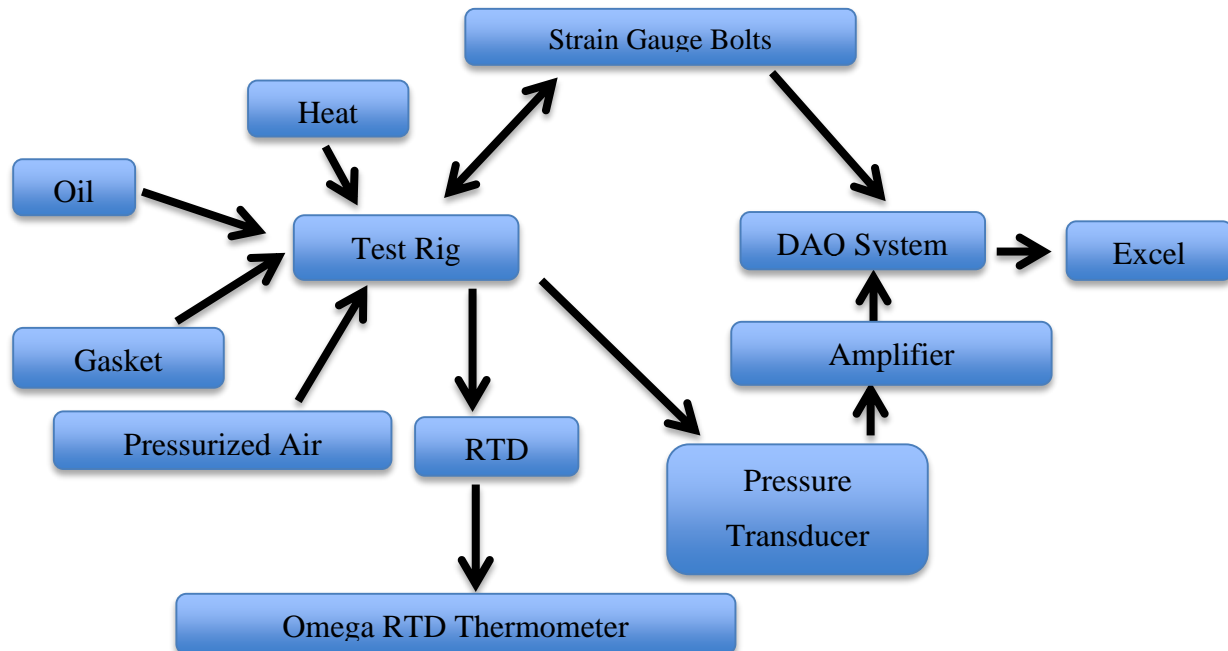 Strain Gauge Bolts
Heat
Oil
Test Rig
DAQ System
Excel
Gasket
Amplifier
Pressurized Air
RTD
Pressure
Transducer
Omega RTD Thermometer